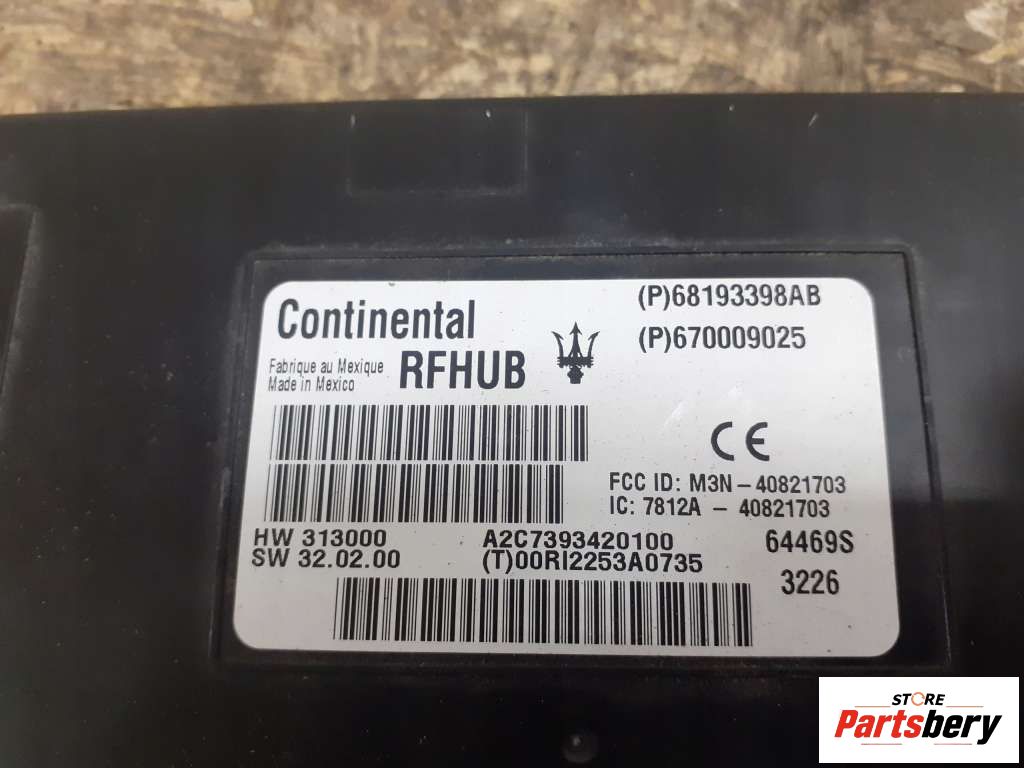 Continental
Fabrique au Mexique
Made in Mexico
RFHUB
(P)68193398AB
(P)670009025
CE
FCC ID: M3N-40821703
IC: 7812A - 40821703
HW 313000
SW 32.02.00
A2C7393420100
(T)00RI2253A0735
64469S
3226
STORE
Partsbery